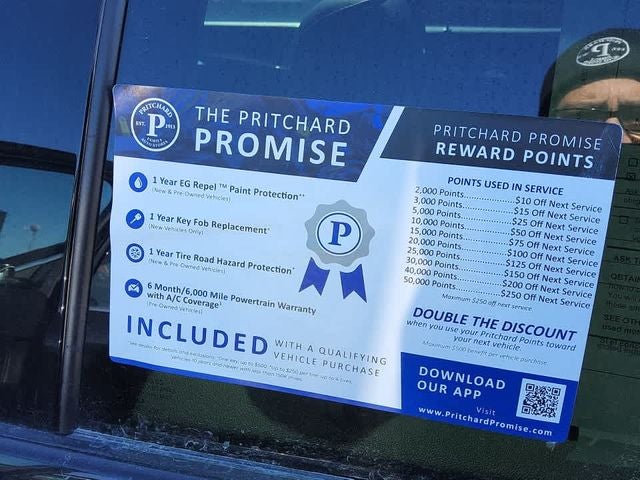 PRITCHARD
EST. P 1913
FAMILY
AUTO STORES
THE PRITCHARD
PROMISE
1 Year EG Repel ™ Paint Protection**
(New & Pre-Owned Vehicles)
1 Year Key Fob Replacement*
(New Vehicles Only)
1 Year Tire Road Hazard Protection*
(New & Pre-Owned Vehicles)
6 Month/6,000 Mile Powertrain Warranty
with A/C Coverage
(Pre-Owned Vehicles)
P
INCLUDED WITH A QUALIFYING
VEHICLE PURCHASE
PRITCHARD PROMISE
REWARD POINTS
POINTS USED IN SERVICE
2,000 Points..............$10 Off Next Service
3,000 Points..............$15 Off Next Service
5,000 Points..............$25 Off Next Service
10,000 Points............$50 Off Next Service
15,000 Points............$75 Off Next Service
20,000 Points............$100 Off Next Service
25,000 Points............$125 Off Next Service
30,000 Points............$150 Off Next Service
40,000 Points............$200 Off Next Service
50,000 Points............$250 Off Next Service
Maximum $250 off next service.
DOUBLE THE DISCOUNT
when you use your Pritchard Points toward
your next vehicle.
Maximum $500 benefit per vehicle purchase.
DOWNLOAD
OUR APP
Visit
www.PritchardPromise.com